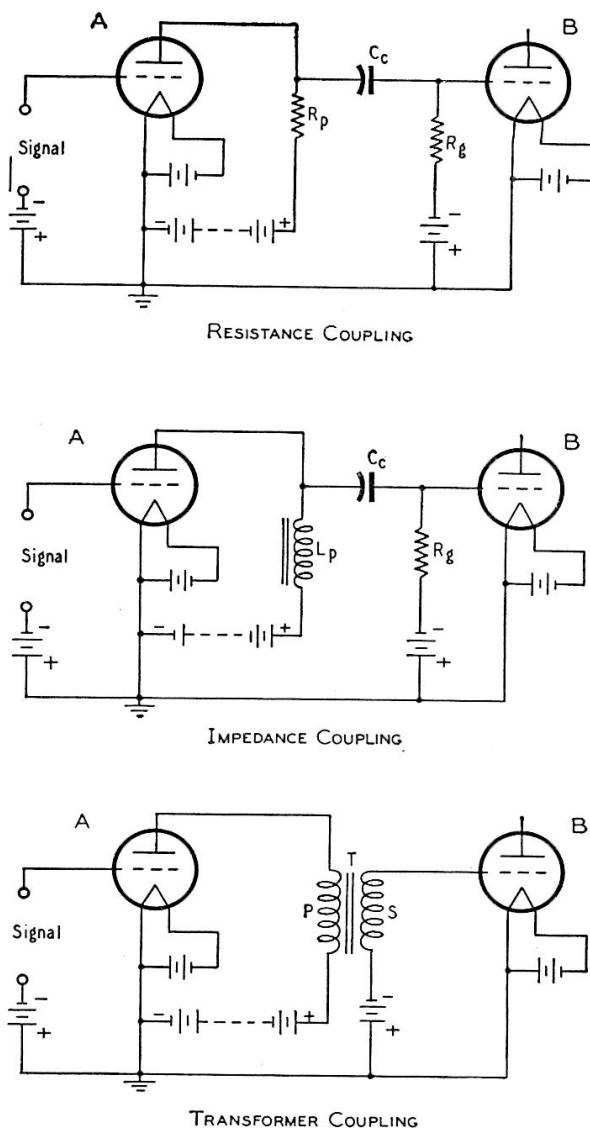 A
B
Cc
Rp
Rg
Signal
-
+
-
+
-
+
RESISTANCE COUPLING
A
B
Cc
Lp
Rg
Signal
-
+
-
+
-
+
IMPEDANCE COUPLING
A
B
T
P
S
Signal
-
+
-
+
-
+
TRANSFORMER COUPLING